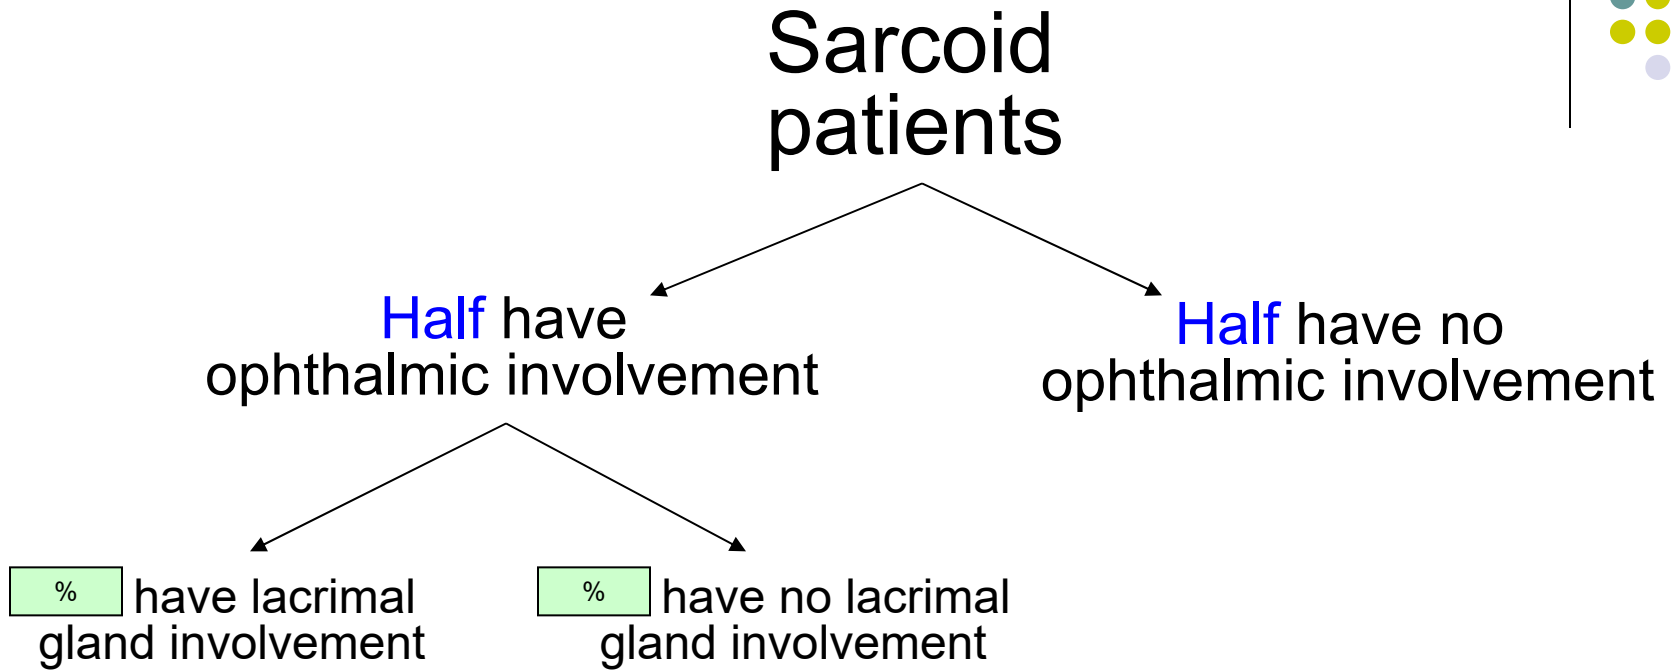 Sarcoid
patients
Half have
ophthalmic involvement
Half have no
ophthalmic involvement
% have lacrimal
gland involvement
% have no lacrimal
gland involvement